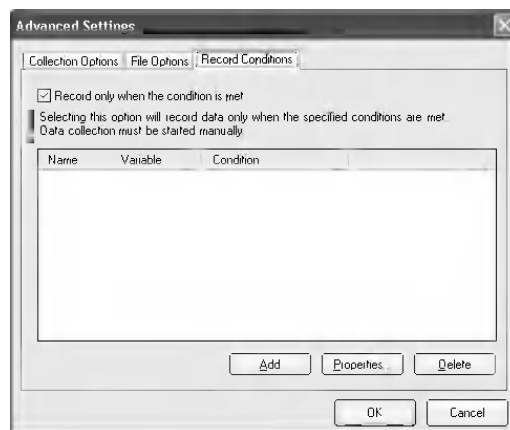 Advanced Settings
Collection Options File Options Record Conditions
Record only when the condition is met
Selecting this option will record data only when the specified conditions are met.
Data collection must be started manually.
Name Variable Condition
Add Properties... Delete
OK Cancel